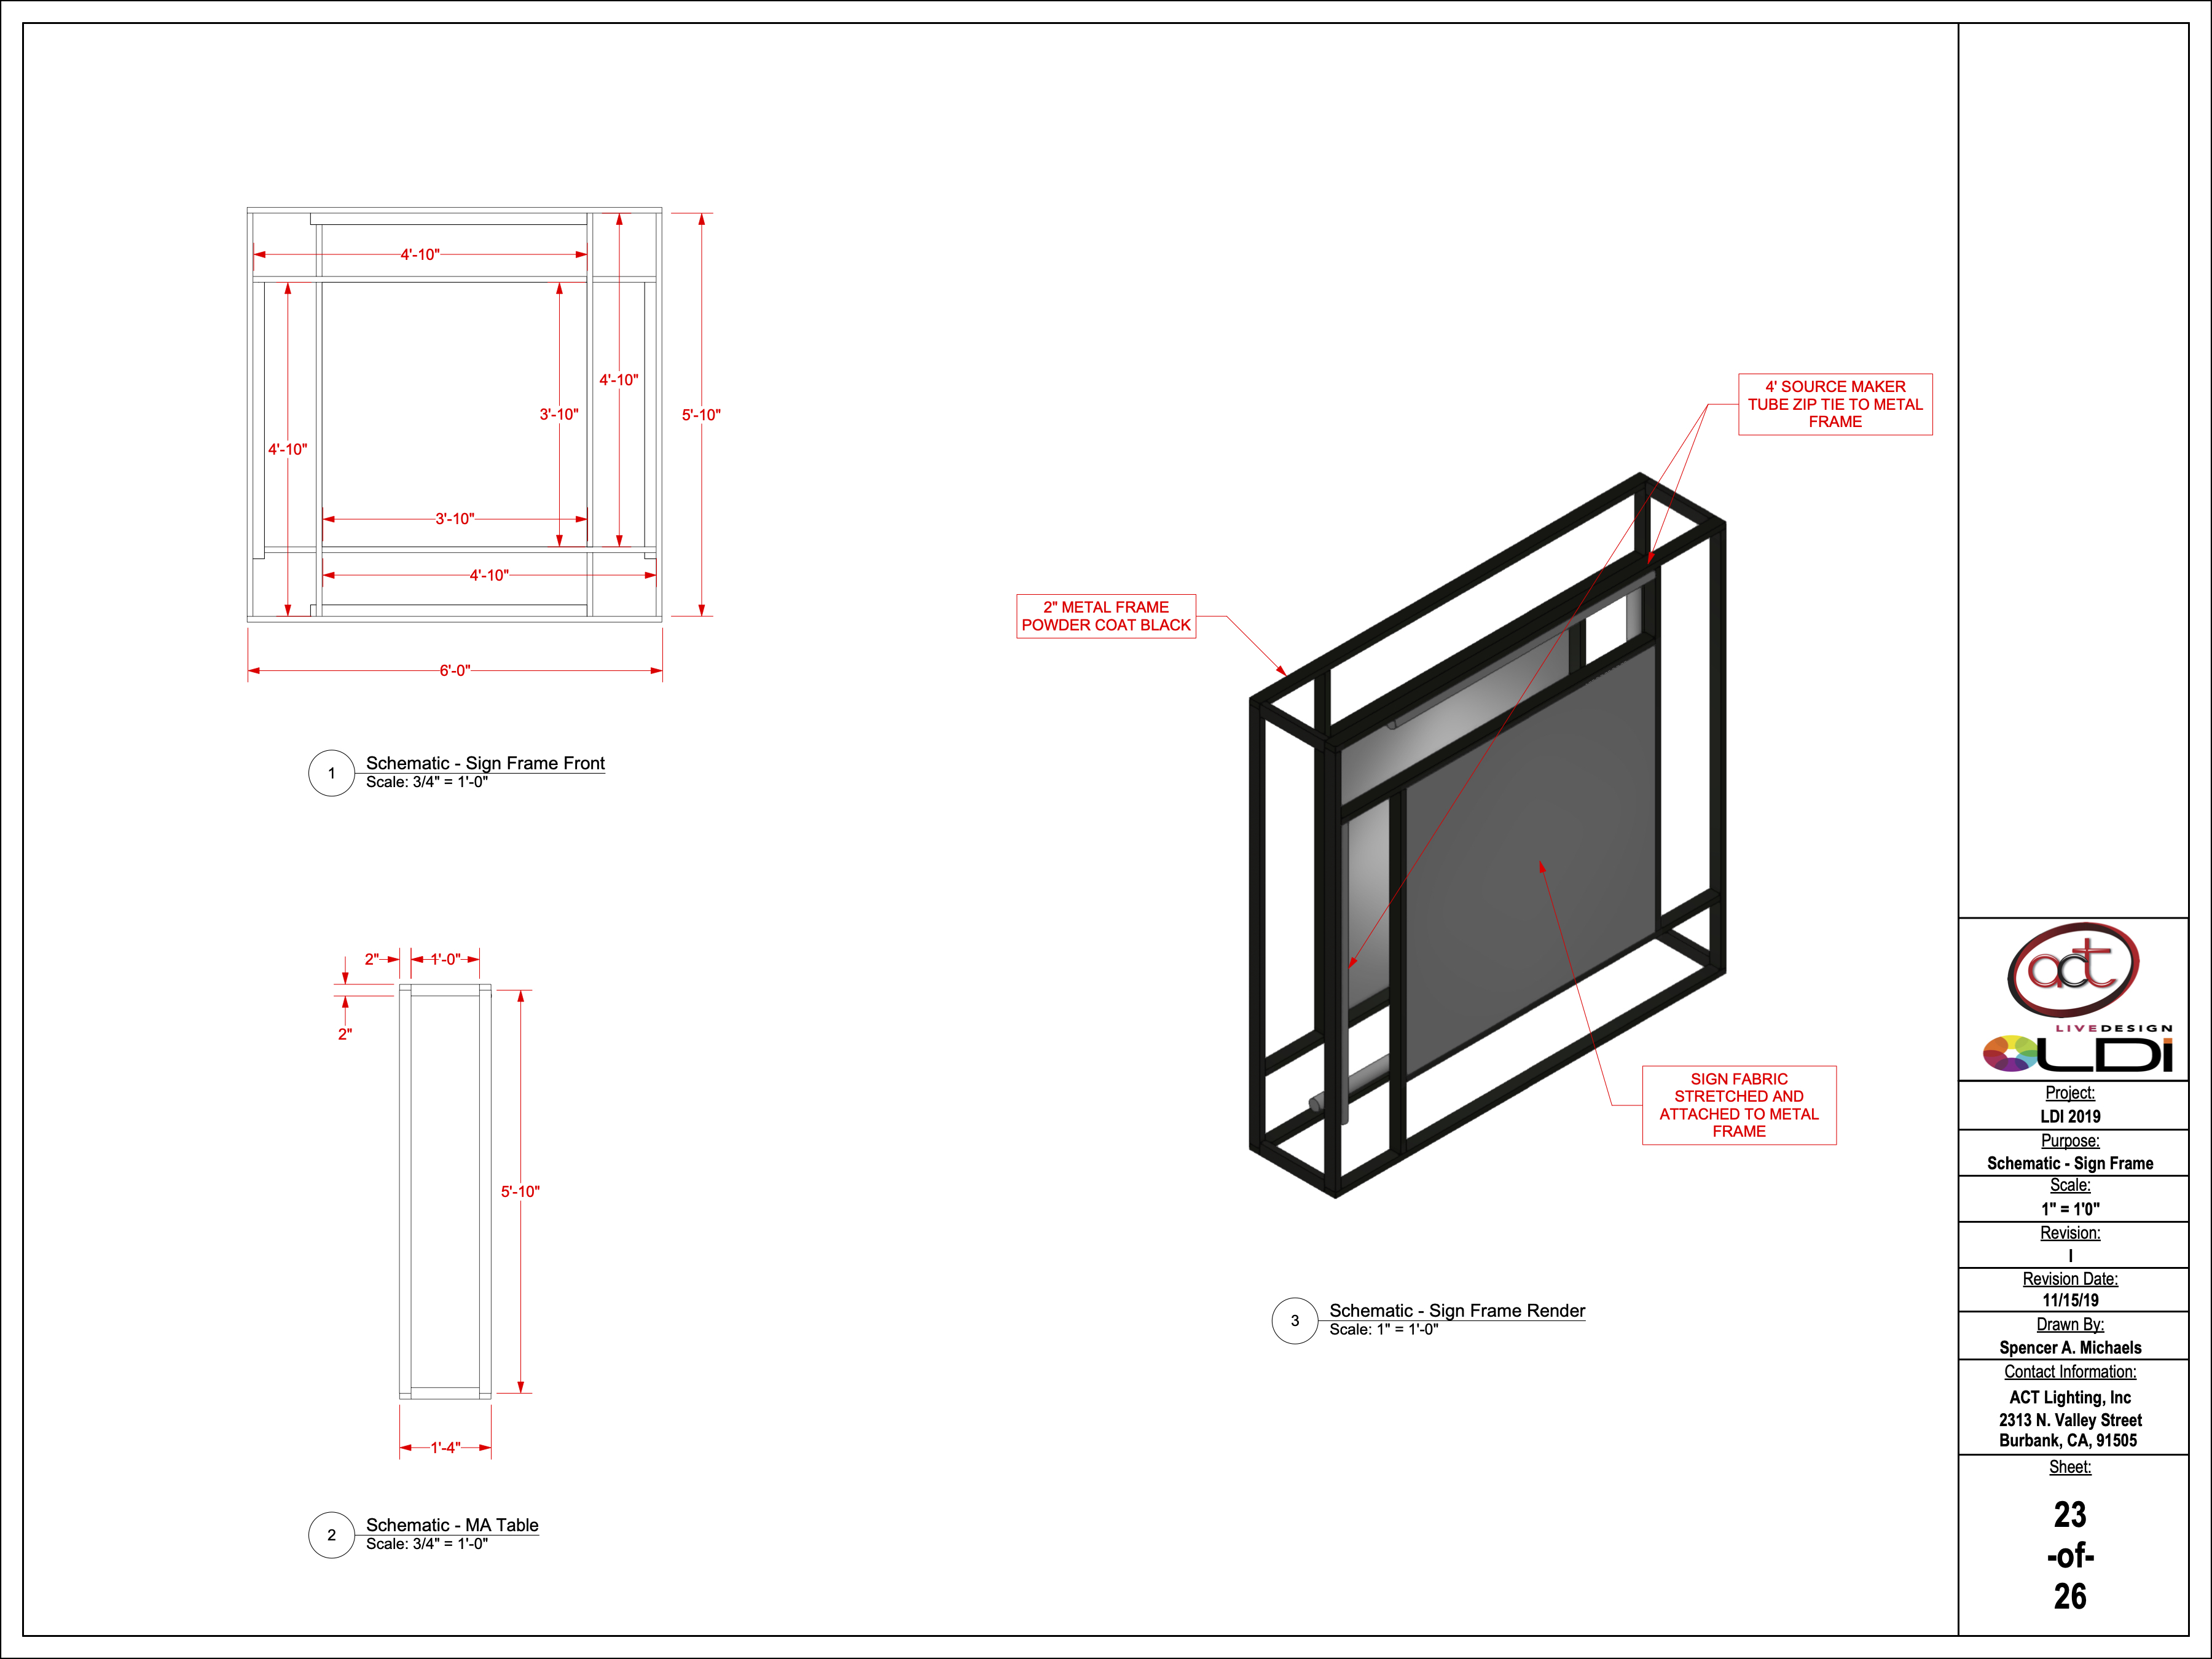 4'-10"
4'-10"
3'-10"
5'-10"
4'-10"
3'-10"
4'-10"
6'-0"
1
Schematic - Sign Frame Front
Scale: 3/4" = 1'-0"
2"
1'-0"
2"
5'-10"
1'-4"
2
Schematic - MA Table
Scale: 3/4" = 1'-0"
4' SOURCE MAKER
TUBE ZIP TIE TO METAL
FRAME
2" METAL FRAME
POWDER COAT BLACK
SIGN FABRIC
STRETCHED AND
ATTACHED TO METAL
FRAME
3
Schematic - Sign Frame Render
Scale: 1" = 1'-0"
act
LIVEDESIGN
LDi
Project:
LDI 2019
Purpose:
Schematic - Sign Frame
Scale:
1" = 1'0"
Revision:
I
Revision Date:
11/15/19
Drawn By:
Spencer A. Michaels
Contact Information:
ACT Lighting, Inc
2313 N. Valley Street
Burbank, CA, 91505
Sheet:
23
-of-
26